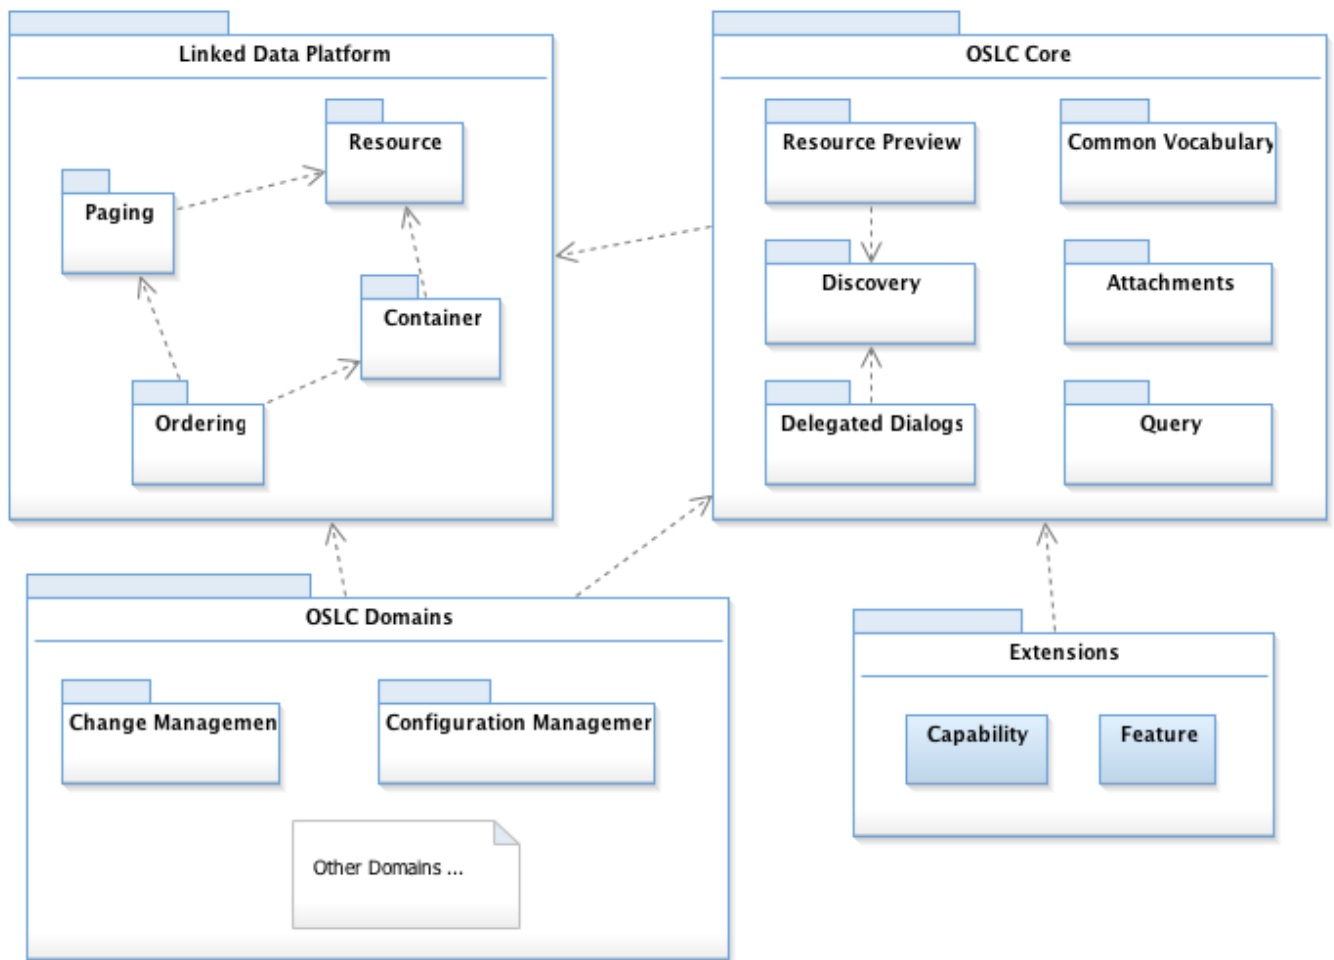 Linked Data Platform
Resource
Paging
Container
Ordering
OSLC Core
Resource Preview
Common Vocabulary
Discovery
Attachments
Delegated Dialogs
Query
OSLC Domains
Change Managemen
Configuration Managemer
Other Domains ...
Extensions
Capability
Feature